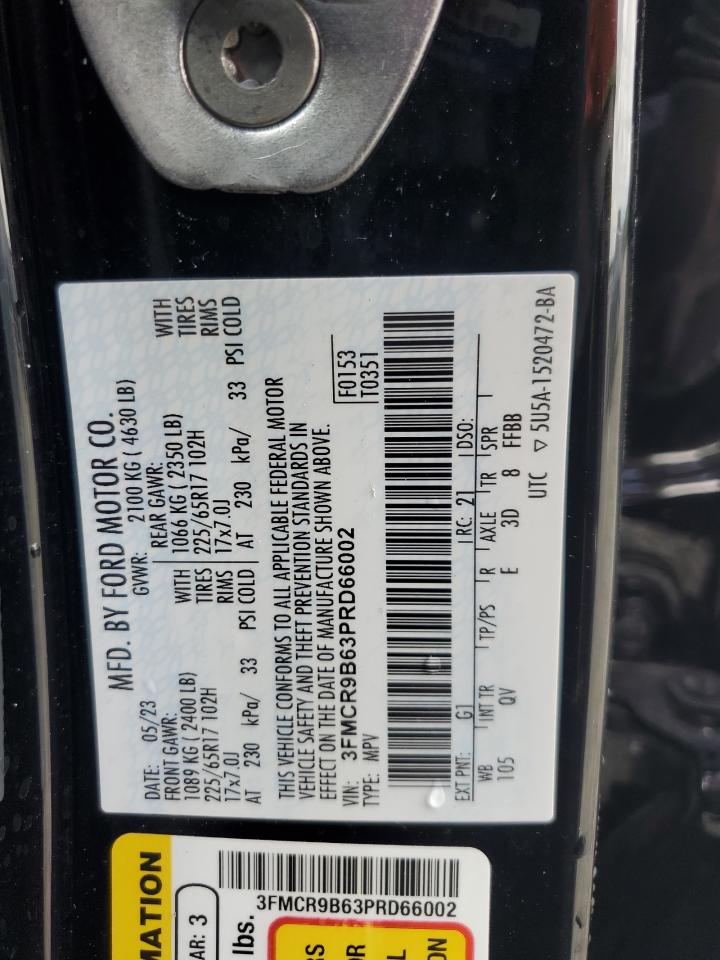 MFD. BY FORD MOTOR CO.
DATE: 05/23 GVWR: 2100 KG ( 4630 LB)
FRONT GAWR: REAR GAWR:
1089 KG ( 2400 LB) WITH 1066 KG ( 2350 LB) WITH
225/65R17 102H TIRES 225/65R17 102H TIRES
17x7.0J RIMS 17x7.0J RIMS
AT 230 kPa/ 33 PSI COLD AT 230 kPa/ 33 PSI COLD
THIS VEHICLE CONFORMS TO ALL APPLICABLE FEDERAL MOTOR
VEHICLE SAFETY AND THEFT PREVENTION STANDARDS IN
EFFECT ON THE DATE OF MANUFACTURE SHOWN ABOVE.
VIN: 3FMCR9B63PRD66002 F0153
TYPE: MPV T0351
EXT PNT: G1 RC: 21 DSO:
WB INT TR TP/PS R AXLE TR SPR
105 QV E 3D 8 FFBB
UTC ▽ 5U5A-1520472-BA
MATION
AR: 3
lbs.
3FMCR9B63PRD66002
RS
OR
L
ON